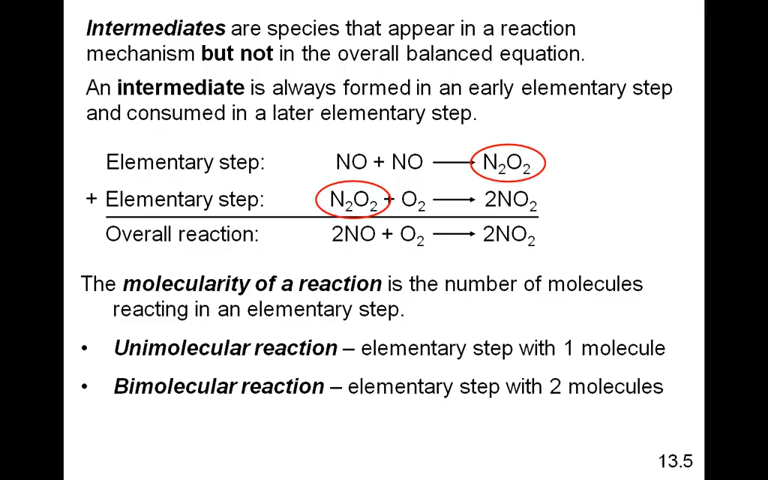 Intermediates are species that appear in a reaction
mechanism but not in the overall balanced equation.
An intermediate is always formed in an early elementary step
and consumed in a later elementary step.
Elementary step: NO + NO → N₂O₂
+ Elementary step: N₂O₂ + O₂ → 2NO₂
Overall reaction: 2NO + O₂ → 2NO₂
The molecularity of a reaction is the number of molecules
reacting in an elementary step.
• Unimolecular reaction – elementary step with 1 molecule
• Bimolecular reaction – elementary step with 2 molecules
13.5